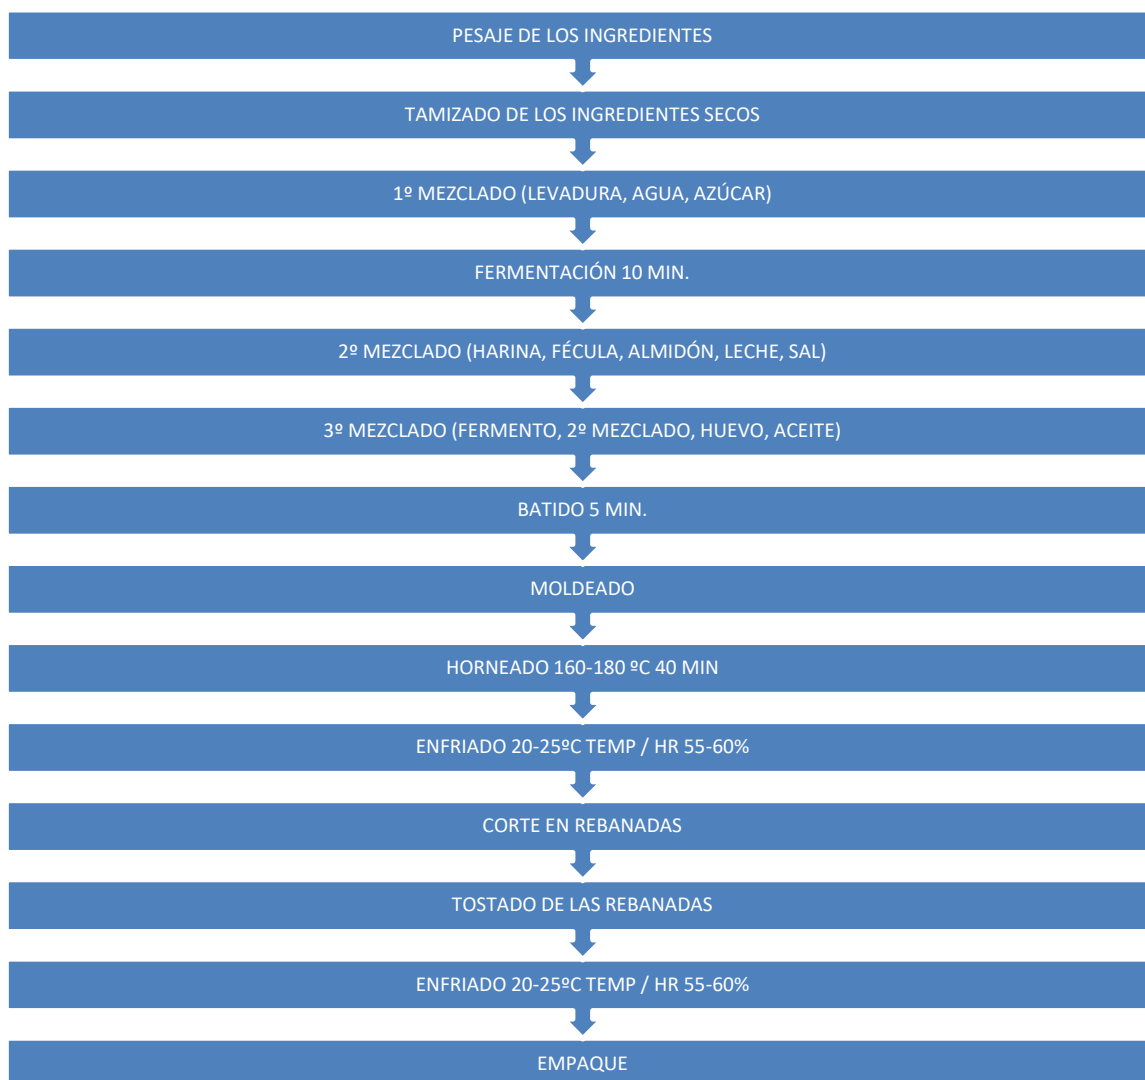 PESAJE DE LOS INGREDIENTES
TAMIZADO DE LOS INGREDIENTES SECOS
1º MEZCLADO (LEVADURA, AGUA, AZÚCAR)
FERMENTACIÓN 10 MIN.
2º MEZCLADO (HARINA, FÉCULA, ALMIDÓN, LECHE, SAL)
3º MEZCLADO (FERMENTO, 2º MEZCLADO, HUEVO, ACEITE)
BATIDO 5 MIN.
MOLDEADO
HORNEADO 160-180 ºC 40 MIN
ENFRIADO 20-25ºC TEMP / HR 55-60%
CORTE EN REBANADAS
TOSTADO DE LAS REBANADAS
ENFRIADO 20-25ºC TEMP / HR 55-60%
EMPAQUE